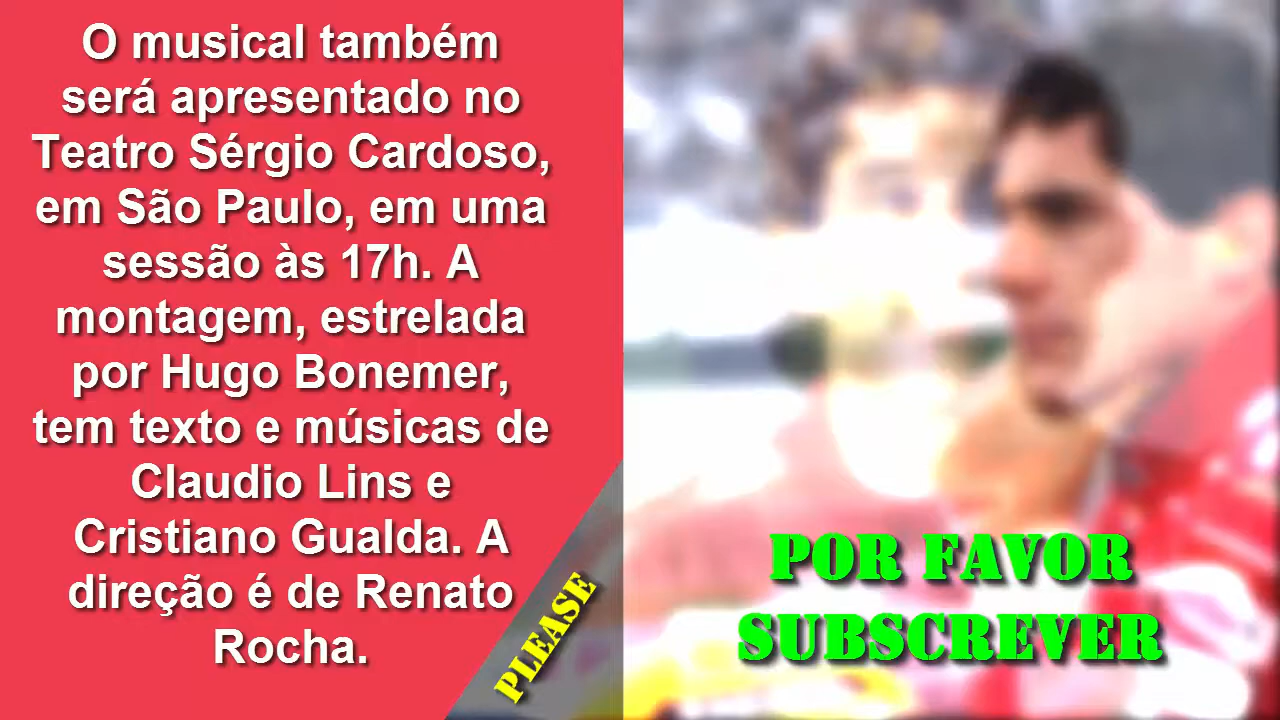 O musical também
será apresentado no
Teatro Sérgio Cardoso,
em São Paulo, em uma
sessão às 17h. A
montagem, estrelada
por Hugo Bonemer,
tem texto e músicas de
Claudio Lins e
Cristiano Gualda. A
direção é de Renato
Rocha.
PLEASE
POR FAVOR
SUBSCREVER